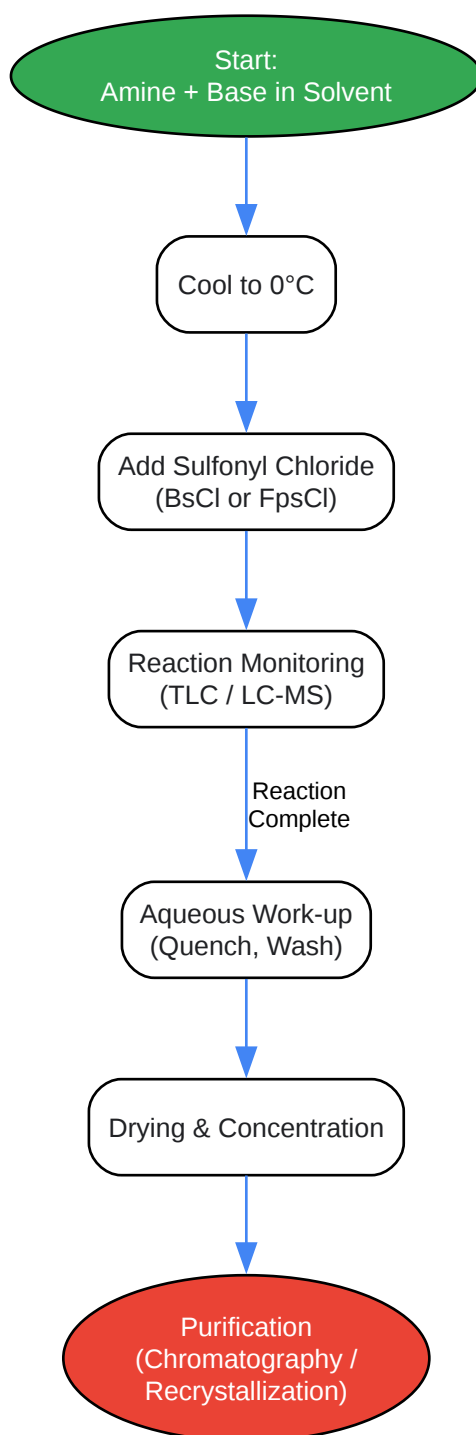 Start:
Amine + Base in Solvent
Cool to 0°C
Add Sulfonyl Chloride
(BsCl or FpsCl)
Reaction Monitoring
(TLC / LC-MS)
Reaction
Complete
Aqueous Work-up
(Quench, Wash)
Drying & Concentration
Purification
(Chromatography /
Recrystallization)